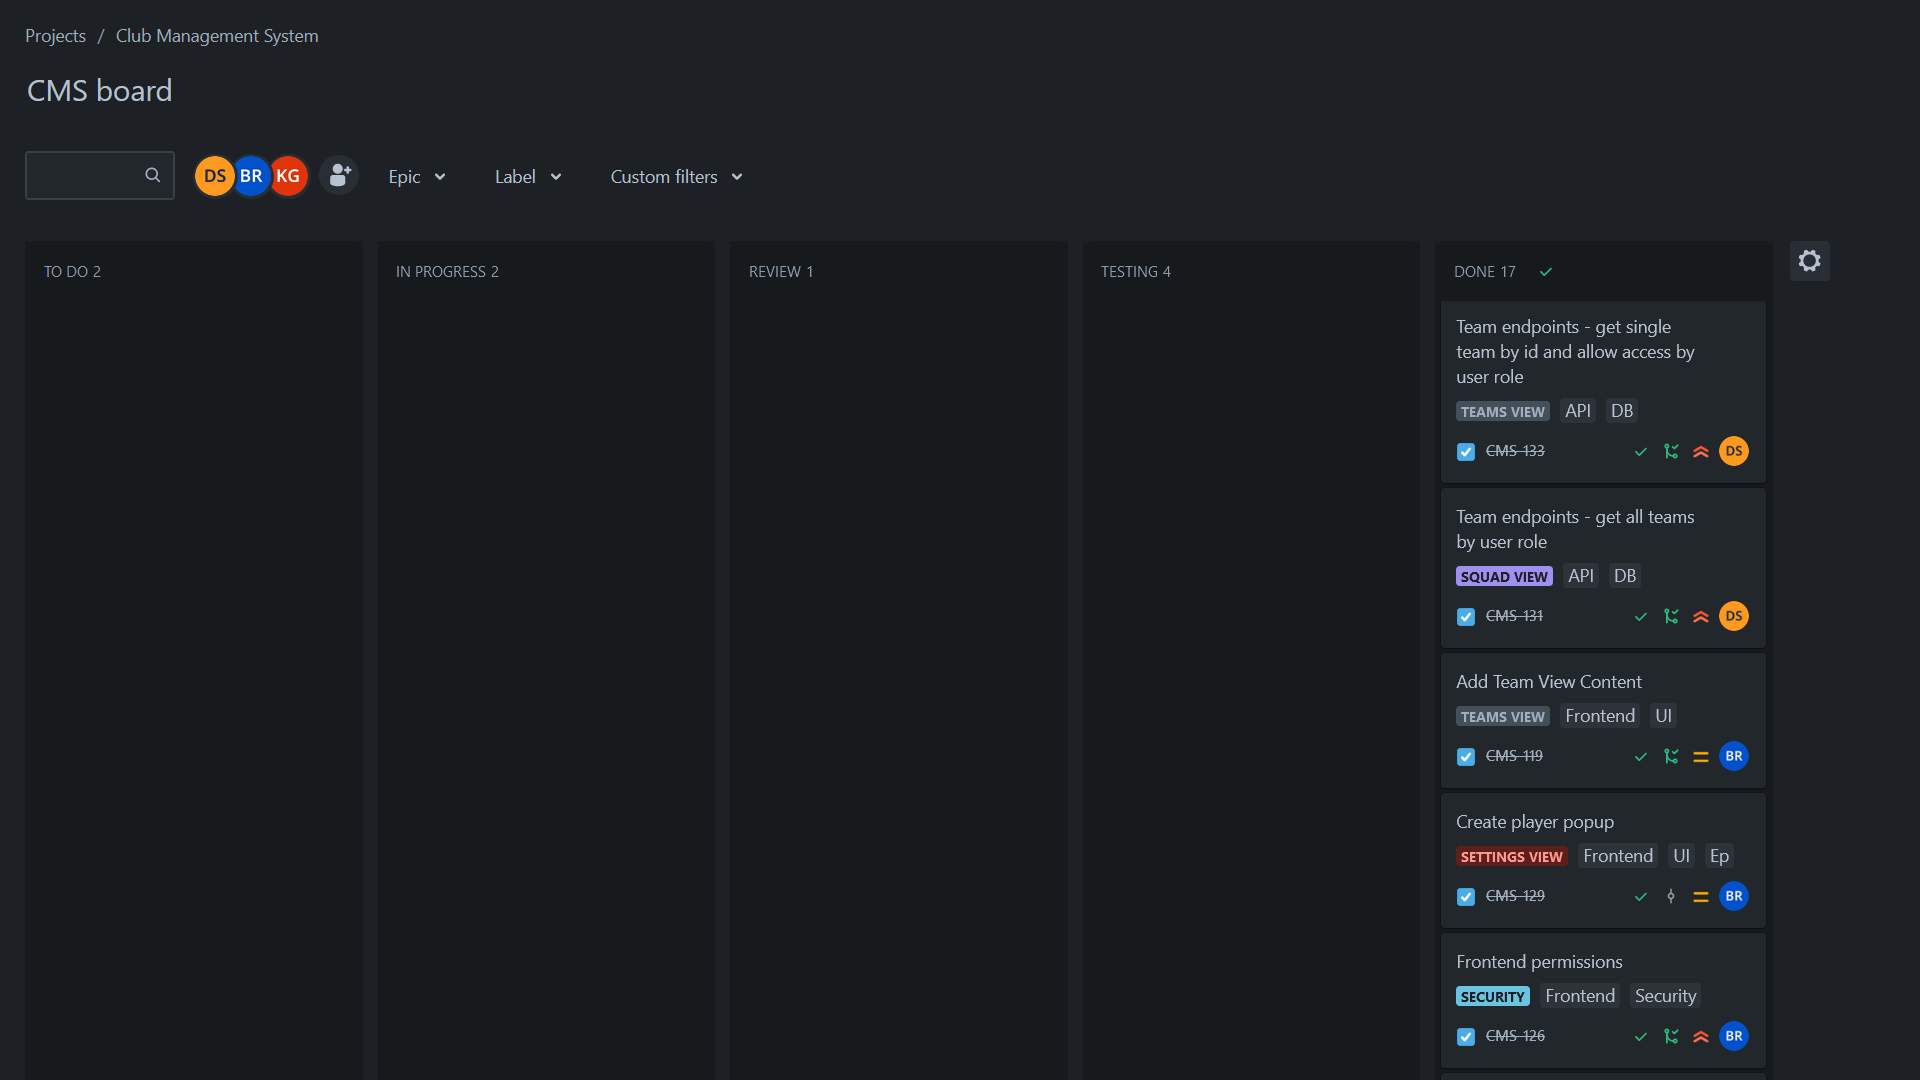 Projects / Club Management System
CMS board
DS BR KG Epic Label Custom filters
TO DO 2
IN PROGRESS 2
REVIEW 1
TESTING 4
DONE 17
Team endpoints - get single
team by id and allow access by
user role
TEAMS VIEW API DB
CMS-133 DS
Team endpoints - get all teams
by user role
SQUAD VIEW API DB
CMS-131 DS
Add Team View Content
TEAMS VIEW Frontend UI
CMS-119 BR
Create player popup
SETTINGS VIEW Frontend UI Ep
CMS-129 BR
Frontend permissions
SECURITY Frontend Security
CMS-126 BR